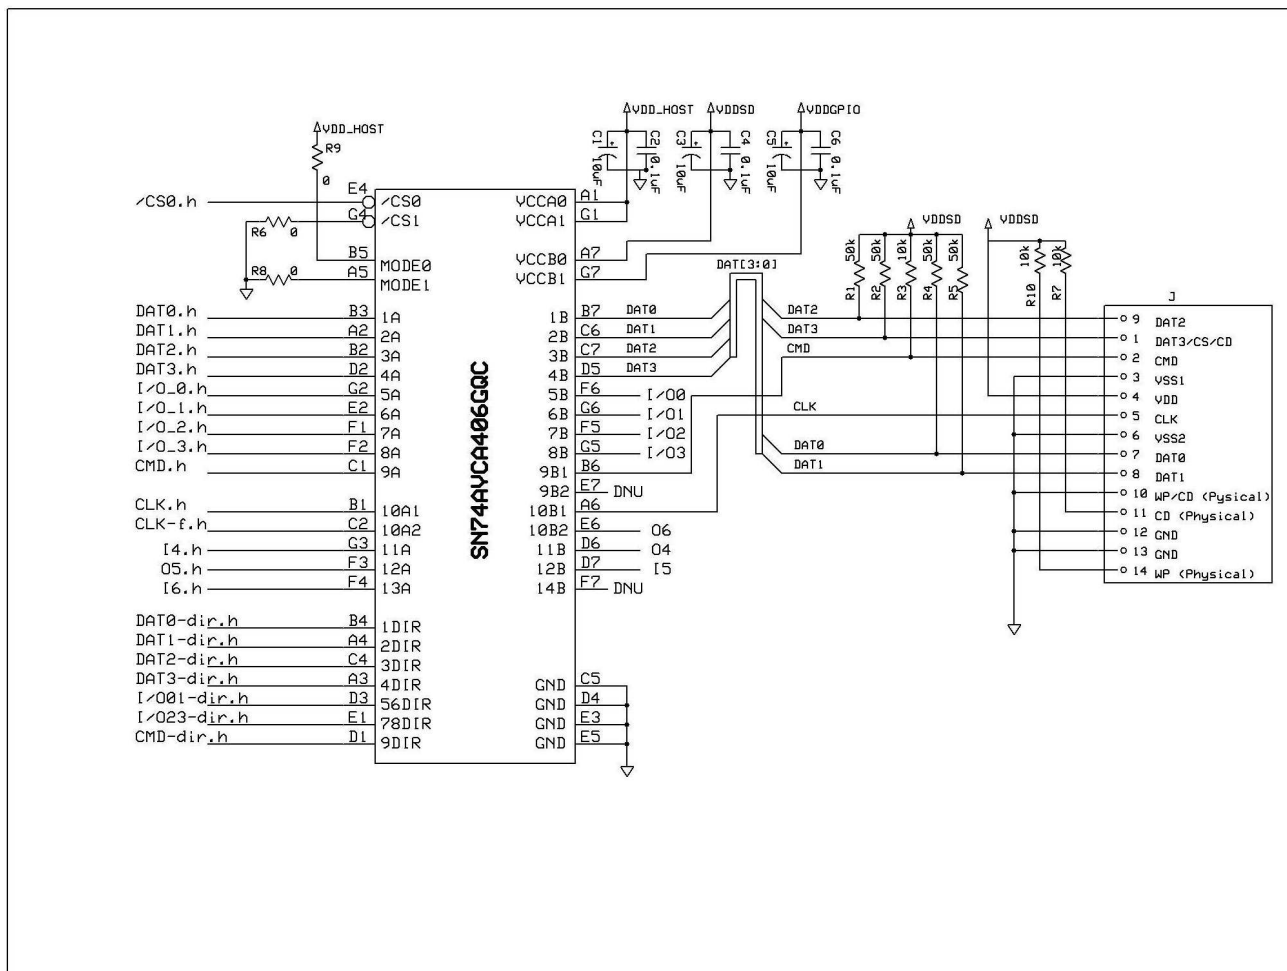 VDD_HOST
VDDSD
VDDGPIO
C1 10uF
C2 0.1uF
C3 10uF
C4 0.1uF
C5 10uF
C6 0.1uF
VDD_HOST
R9
0
/CS0.h E4 /CS0
R6 0 G4 /CS1
B5 MODE0
R8 0 A5 MODE1
DAT0.h B3 1A
DAT1.h A2 2A
DAT2.h B2 3A
DAT3.h D2 4A
I/O_0.h G2 5A
I/O_1.h E2 6A
I/O_2.h F1 7A
I/O_3.h F2 8A
CMD.h C1 9A
CLK.h B1 10A1
CLK-f.h C2 10A2
I4.h G3 11A
O5.h F3 12A
I6.h F4 13A
DAT0-dir.h B4 1DIR
DAT1-dir.h A4 2DIR
DAT2-dir.h C4 3DIR
DAT3-dir.h A3 4DIR
I/O01-dir.h D3 56DIR
I/O23-dir.h E1 78DIR
CMD-dir.h D1 9DIR
SN74AVCA406GQC
VCCA0 A1
VCCA1 G1
VCCB0 A7
VCCB1 G7
1B B7 DAT0
2B C6 DAT1
3B C7 DAT2
4B D5 DAT3
5B F6 I/O0
6B G6 I/O1
7B F5 I/O2
8B G5 I/O3
9B1 B6
9B2 E7 DNU
10B1 A6
10B2 E6 O6
11B D6 O4
12B D7 I5
14B F7 DNU
GND C5
GND D4
GND E3
GND E5
DAT[3:0]
DAT2
DAT3
CMD
CLK
DAT0
DAT1
VDDSD
VDDSD
50k R1
50k R2
10k R3
50k R4
50k R5
10k R10
10k R7
J
9 DAT2
1 DAT3/CS/CD
2 CMD
3 VSS1
4 VDD
5 CLK
6 VSS2
7 DAT0
8 DAT1
10 WP/CD (Pysical)
11 CD (Physical)
12 GND
13 GND
14 WP (Physical)